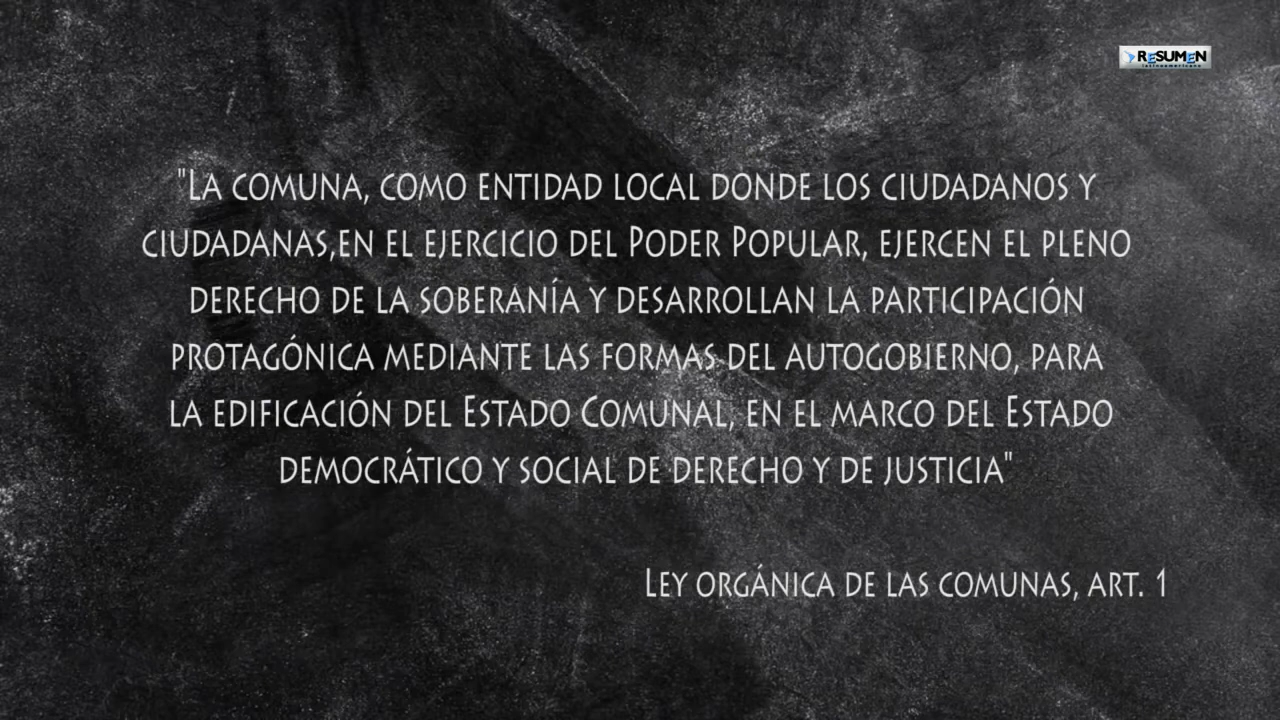 RESUMEN
latinoamericano
"La comuna, como entidad local donde los ciudadanos y
ciudadanas,en el ejercicio del Poder Popular, ejercen el pleno
derecho de la soberanía y desarrollan la participación
protagónica mediante las formas del autogobierno, para
la edificación del Estado Comunal, en el marco del Estado
democrático y social de derecho y de justicia"
Ley orgánica de las comunas, art. 1